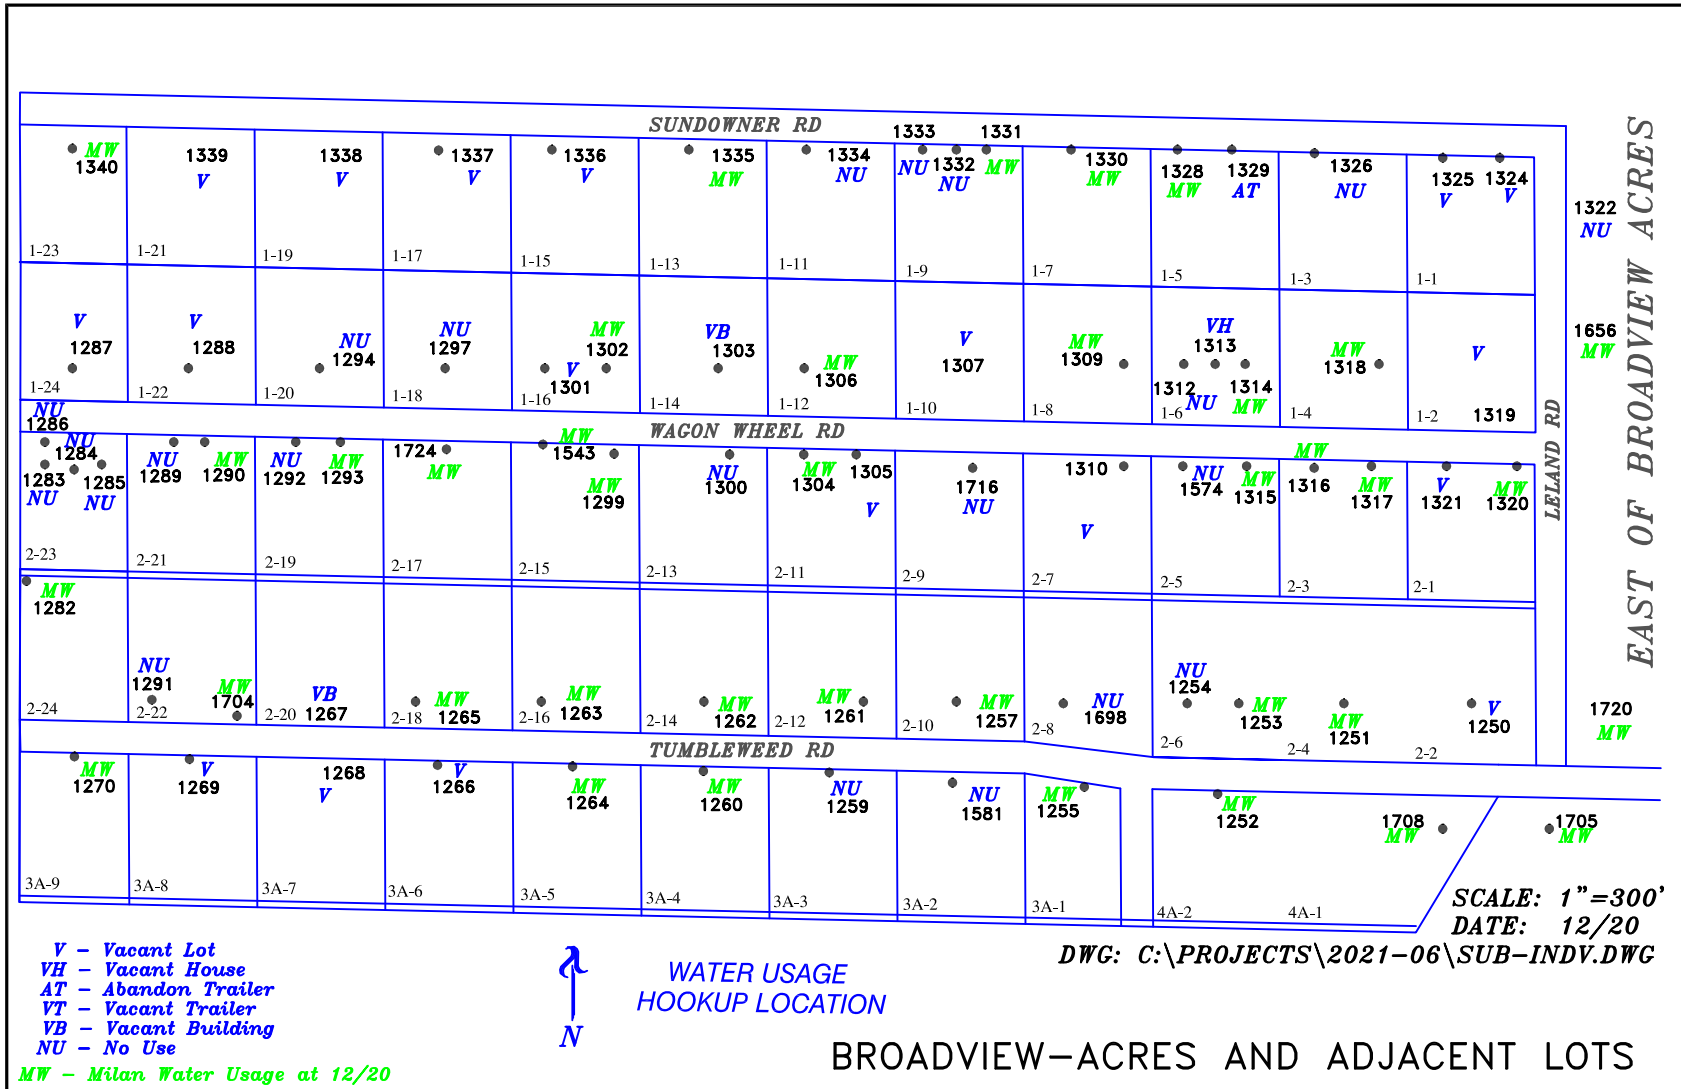 SUNDOWNER RD
1333 1331
MW 1340
1339 V
1338 V
1337 V
1336 V
1335 MW
1334 NU
NU 1332 NU MW
1330 MW
1328 MW
1329 AT
1326 NU
1325 V
1324 V
1322 NU
1-23 1-21 1-19 1-17 1-15 1-13 1-11 1-9 1-7 1-5 1-3 1-1
V 1287
V 1288
NU 1294
NU 1297
MW 1302
V 1301
VB 1303
MW 1306
V 1307
MW 1309
VH 1313
1312 NU
1314 MW
MW 1318
V 1319
1656 MW
1-24 1-22 1-20 1-18 1-16 1-14 1-12 1-10 1-8 1-6 1-4 1-2
WAGON WHEEL RD
LELAND RD
EAST OF BROADVIEW ACRES
NU 1286
NU 1284
1283 NU
1285 NU
NU 1289
MW 1290
NU 1292
MW 1293
1724 MW
MW 1543
MW 1299
NU 1300
MW 1304
1305 V
1716 NU
1310 V
NU 1574
MW 1315
MW 1316
MW 1317
V 1321
MW 1320
2-23 2-21 2-19 2-17 2-15 2-13 2-11 2-9 2-7 2-5 2-3 2-1
MW 1282
NU 1291
MW 1704
VB 1267
MW 1265
MW 1263
MW 1262
MW 1261
MW 1257
NU 1698
NU 1254
MW 1253
MW 1251
V 1250
1720 MW
2-24 2-22 2-20 2-18 2-16 2-14 2-12 2-10 2-8 2-6 2-4 2-2
TUMBLEWEED RD
MW 1270
V 1269
1268 V
V 1266
MW 1264
MW 1260
NU 1259
NU 1581
MW 1255
MW 1252
1708 MW
1705 MW
3A-9 3A-8 3A-7 3A-6 3A-5 3A-4 3A-3 3A-2 3A-1 4A-2 4A-1
SCALE: 1"=300'
DATE: 12/20
DWG: C:\PROJECTS\2021-06\SUB-INDV.DWG
V - Vacant Lot
VH - Vacant House
AT - Abandon Trailer
VT - Vacant Trailer
VB - Vacant Building
NU - No Use
MW - Milan Water Usage at 12/20
N
WATER USAGE
HOOKUP LOCATION
BROADVIEW-ACRES AND ADJACENT LOTS